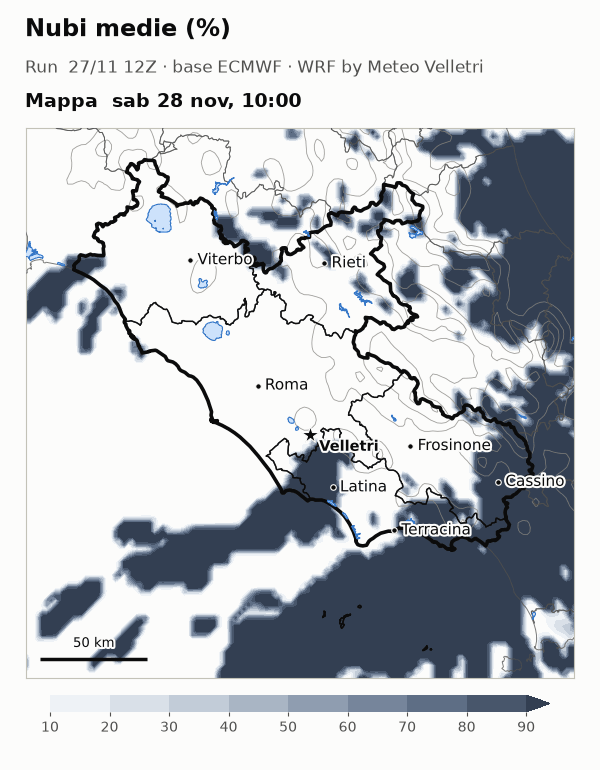 Nubi medie (%)
Run  27/11 12Z · base ECMWF · WRF by Meteo Velletri
Mappa  sab 28 nov, 10:00
Viterbo
Rieti
Roma
Velletri
Frosinone
Latina
Cassino
Terracina
50 km
10 20 30 40 50 60 70 80 90